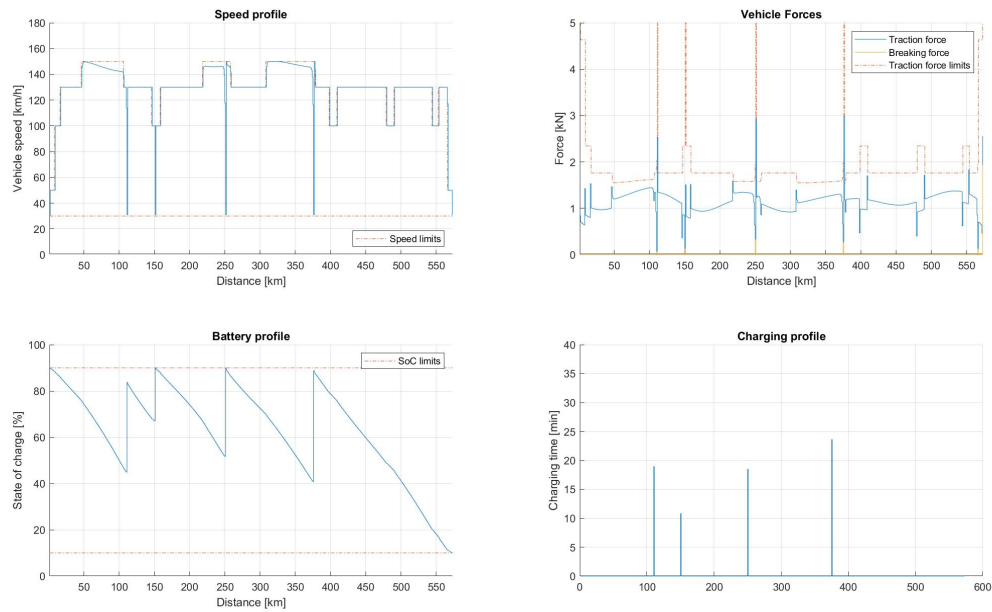 Speed profile
180
160
140
120
100
80
60
40
20
0
Vehicle speed [km/h]
Speed limits
50 100 150 200 250 300 350 400 450 500 550
Distance [km]
Vehicle Forces
5
4
3
2
1
0
Force [kN]
Traction force
Breaking force
Traction force limits
50 100 150 200 250 300 350 400 450 500 550
Distance [km]
Battery profile
100
80
60
40
20
0
State of charge [%]
SoC limits
50 100 150 200 250 300 350 400 450 500 550
Distance [km]
Charging profile
40
35
30
25
20
15
10
5
0
Charging time [min]
0 100 200 300 400 500 600